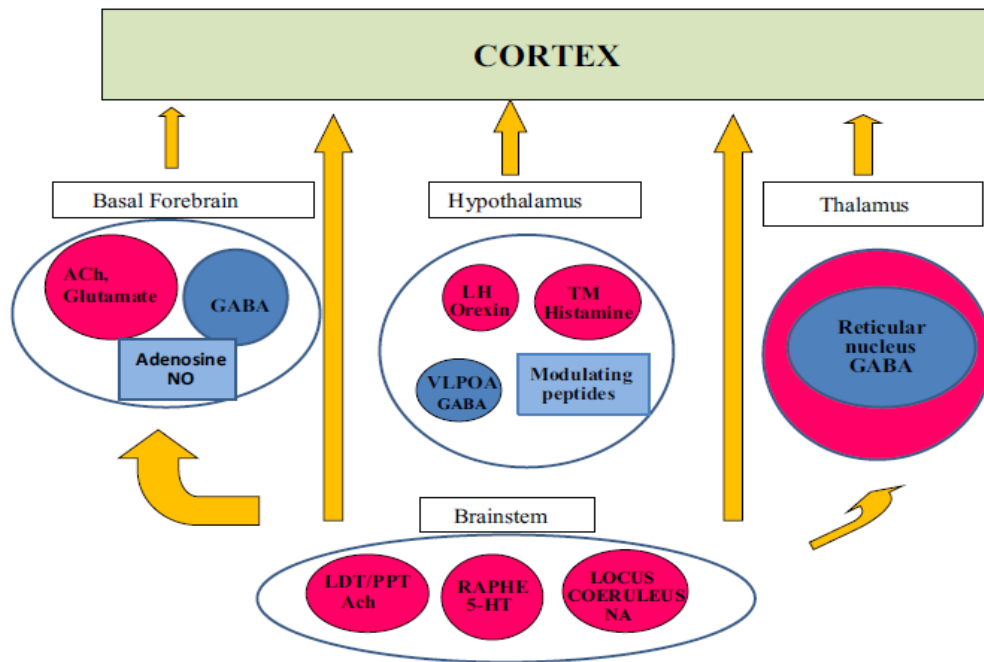 CORTEX
Basal Forebrain
Hypothalamus
Thalamus
ACh,
Glutamate
GABA
Adenosine
NO
LH
Orexin
TM
Histamine
VLPOA
GABA
Modulating
peptides
Reticular
nucleus
GABA
Brainstem
LDT/PPT
Ach
RAPHE
5-HT
LOCUS
COERULEUS
NA